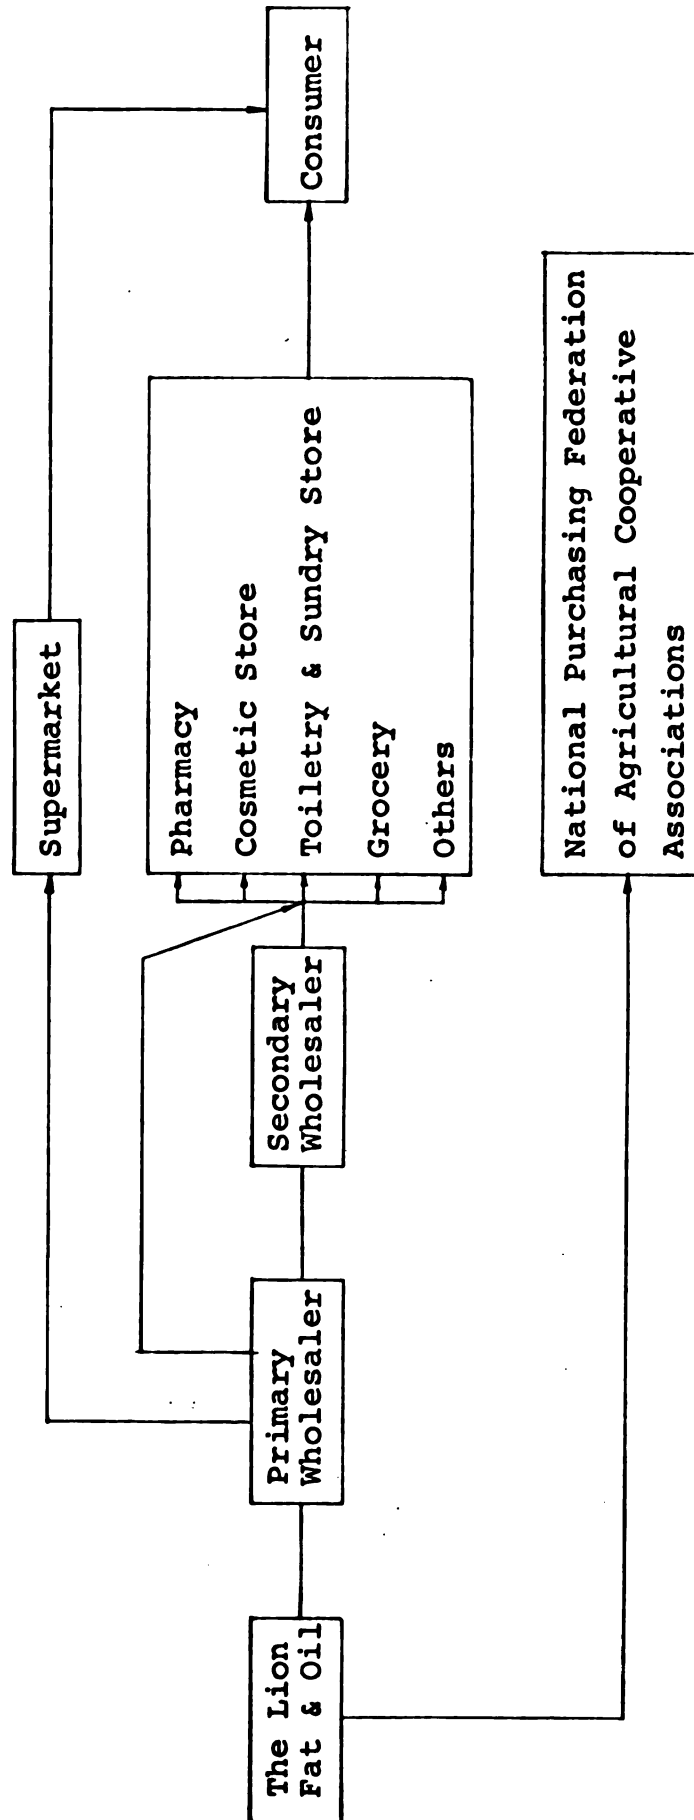 The Lion
Fat & Oil
Primary
Wholesaler
Secondary
Wholesaler
Supermarket
Pharmacy
Cosmetic Store
Toiletry & Sundry Store
Grocery
Others
Consumer
National Purchasing Federation
of Agricultural Cooperative
Associations